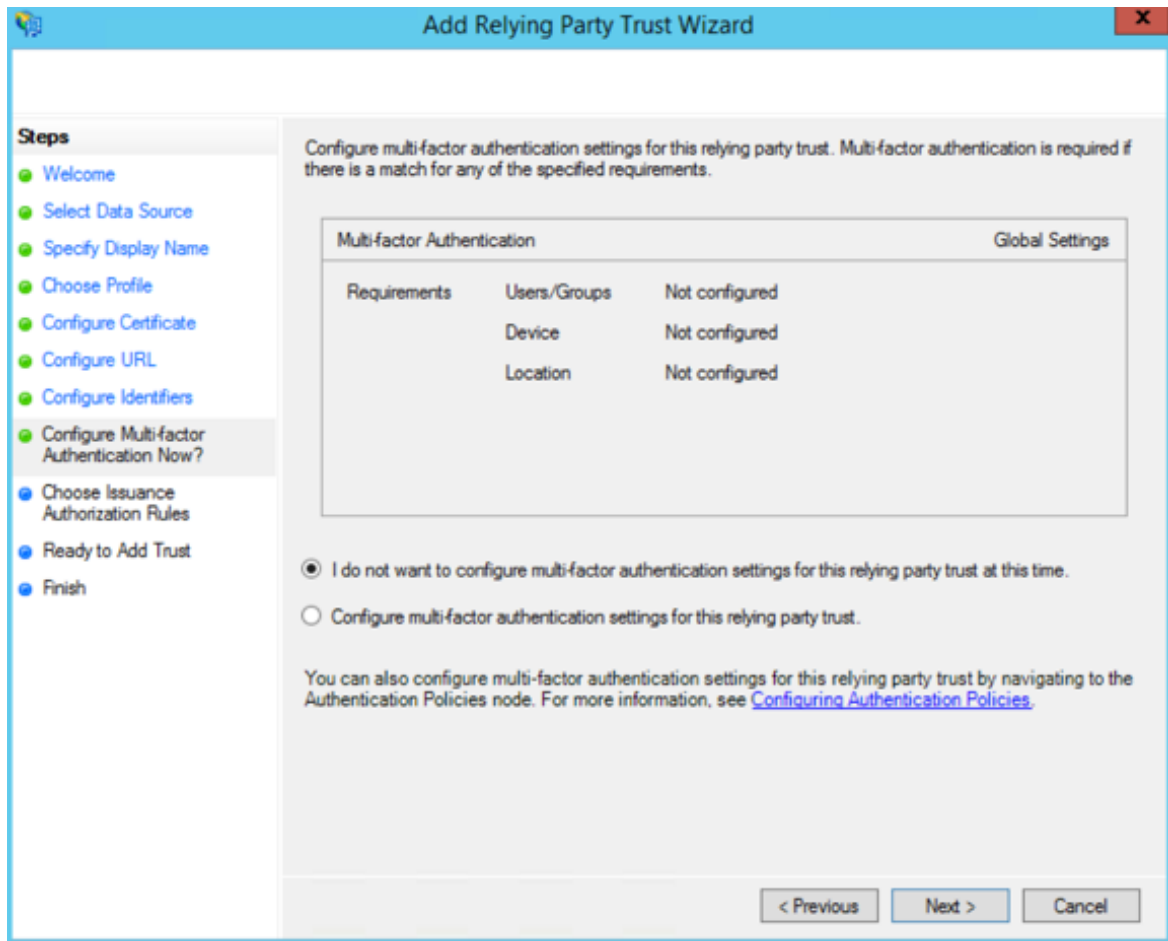 Add Relying Party Trust Wizard
x
Steps
Welcome
Select Data Source
Specify Display Name
Choose Profile
Configure Certificate
Configure URL
Configure Identifiers
Configure Multi-factor
Authentication Now?
Choose Issuance
Authorization Rules
Ready to Add Trust
Finish
Configure multi-factor authentication settings for this relying party trust. Multi-factor authentication is required if
there is a match for any of the specified requirements.
Multi-factor Authentication Global Settings
Requirements Users/Groups Not configured
Device Not configured
Location Not configured
I do not want to configure multi-factor authentication settings for this relying party trust at this time.
Configure multi-factor authentication settings for this relying party trust.
You can also configure multi-factor authentication settings for this relying party trust by navigating to the
Authentication Policies node. For more information, see Configuring Authentication Policies.
< Previous Next > Cancel